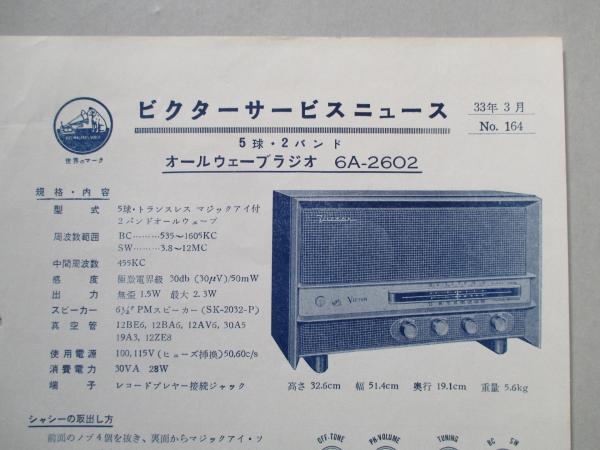 ビクターサービスニュース
33年3月
No. 164
世界のマーク
5球・2バンド
オールウェーブラジオ 6A-2602
規格・内容
型式 5球・トランスレス マジックアイ付
2バンドオールウェーブ
周波数範囲 BC………535〜1605KC
SW………3.8〜12MC
中間周波数 455KC
感度 極微電界級 30db (30μV)/50mW
出力 無歪 1.5W 最大 2.3W
スピーカー 6½″PMスピーカー(SK-2032-P)
真空管 12BE6, 12BA6, 12AV6, 30A5
19A3, 12ZE8
使用電源 100,115V(ヒューズ挿換)50,60c/s
消費電力 30VA 28W
端子 レコードプレヤー接続ジャック
Victor
高さ 32.6cm 幅 51.4cm 奥行 19.1cm 重量 5.6kg
シャシーの取出し方
前面のノブ4個を抜き、裏面からマジックアイ・ソ
OFF.TONE PH.VOLUME TUNING BC SW